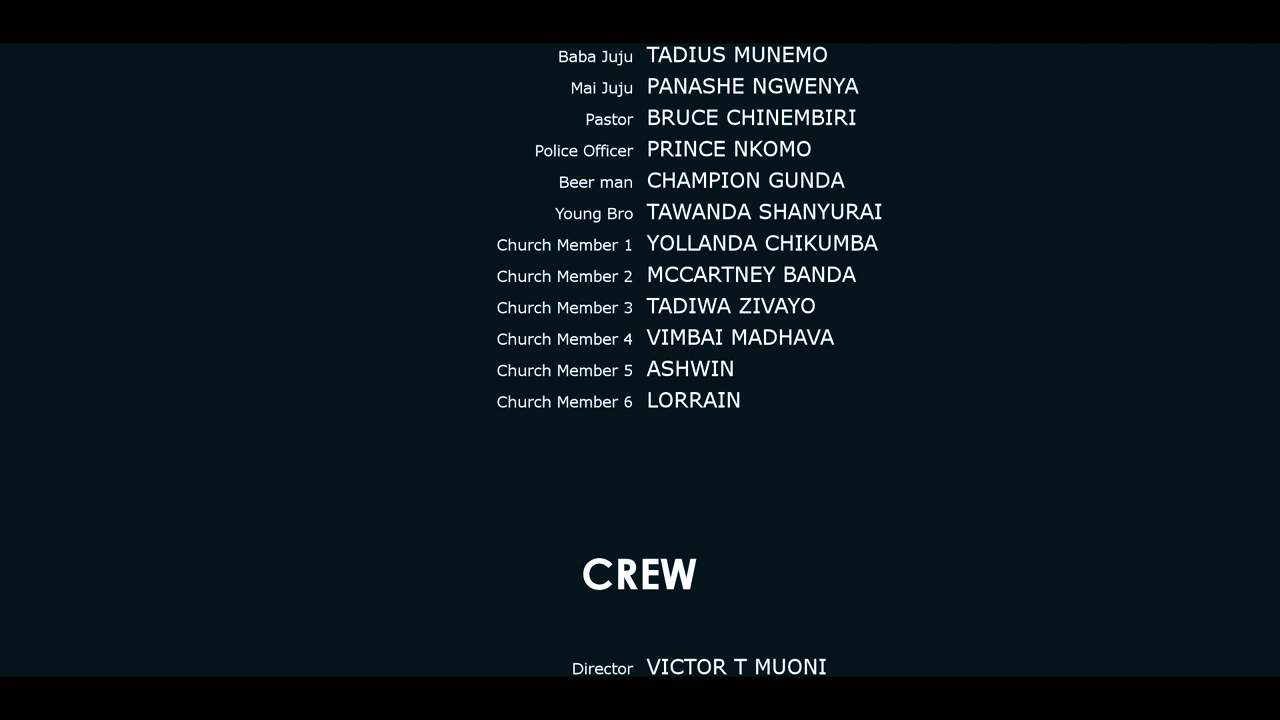 Baba Juju TADIUS MUNEMO
Mai Juju PANASHE NGWENYA
Pastor BRUCE CHINEMBIRI
Police Officer PRINCE NKOMO
Beer man CHAMPION GUNDA
Young Bro TAWANDA SHANYURAI
Church Member 1 YOLLANDA CHIKUMBA
Church Member 2 MCCARTNEY BANDA
Church Member 3 TADIWA ZIVAYO
Church Member 4 VIMBAI MADHAVA
Church Member 5 ASHWIN
Church Member 6 LORRAIN
CREW
Director VICTOR T MUONI